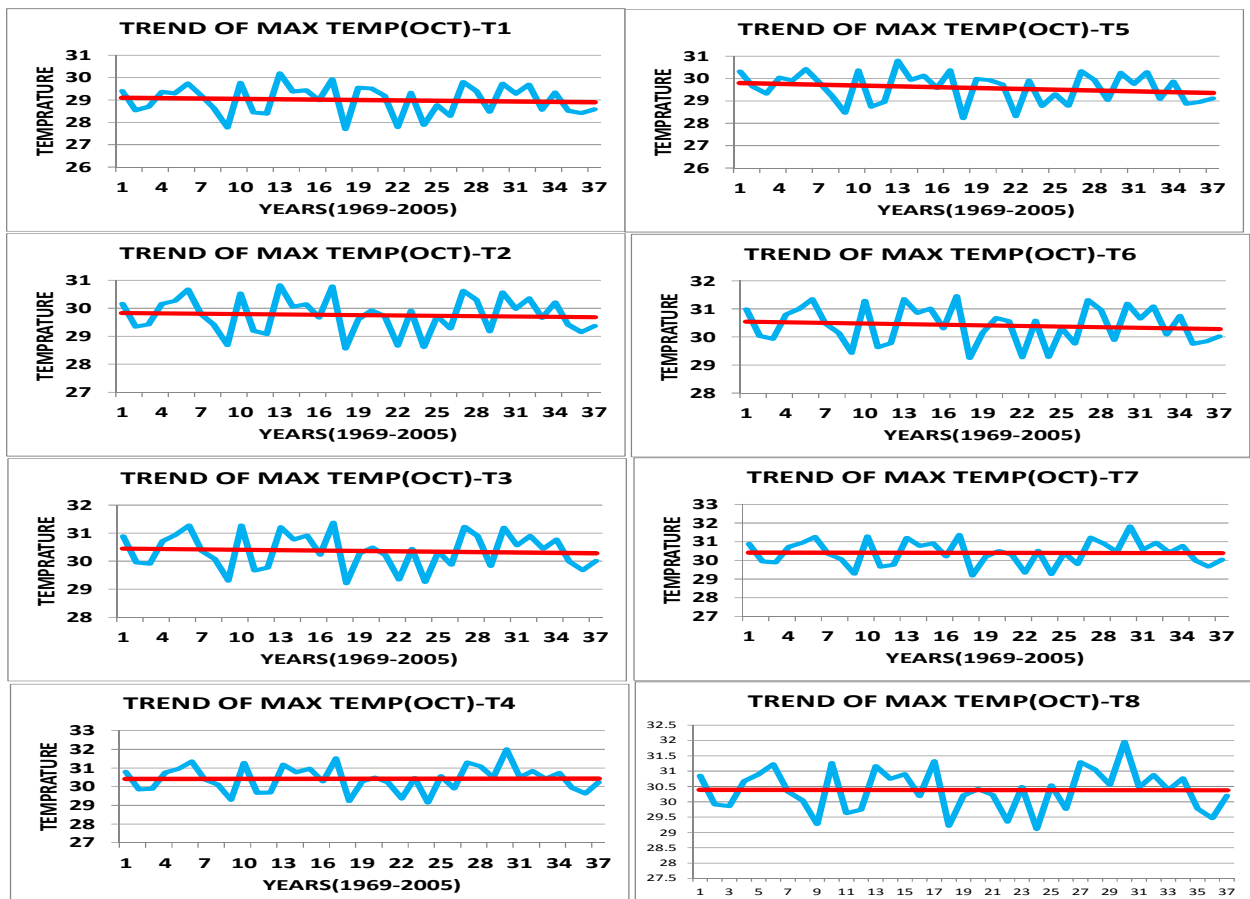 TREND OF MAX TEMP(OCT)-T1
TEMPRATURE
31
30
29
28
27
26
1 4 7 10 13 16 19 22 25 28 31 34 37
YEARS(1969-2005)
TREND OF MAX TEMP(OCT)-T5
TEMPRATURE
31
30
29
28
27
26
1 4 7 10 13 16 19 22 25 28 31 34 37
YEARS(1969-2005)
TREND OF MAX TEMP(OCT)-T2
TEMPRATURE
31
30
29
28
27
1 4 7 10 13 16 19 22 25 28 31 34 37
YEARS(1969-2005)
TREND OF MAX TEMP(OCT)-T6
TEMPRATURE
32
31
30
29
28
1 4 7 10 13 16 19 22 25 28 31 34 37
YEARS(1969-2005)
TREND OF MAX TEMP(OCT)-T3
TEMPRATURE
32
31
30
29
28
1 4 7 10 13 16 19 22 25 28 31 34 37
YEARS(1969-2005)
TREND OF MAX TEMP(OCT)-T7
TEMPRATURE
33
32
31
30
29
28
27
1 4 7 10 13 16 19 22 25 28 31 34 37
YEARS(1969-2005)
TREND OF MAX TEMP(OCT)-T4
TEMPRATURE
33
32
31
30
29
28
27
1 4 7 10 13 16 19 22 25 28 31 34 37
YEARS(1969-2005)
TREND OF MAX TEMP(OCT)-T8
32.5
32
31.5
31
30.5
30
29.5
29
28.5
28
27.5
1 3 5 7 9 11 13 15 17 19 21 23 25 27 29 31 33 35 37